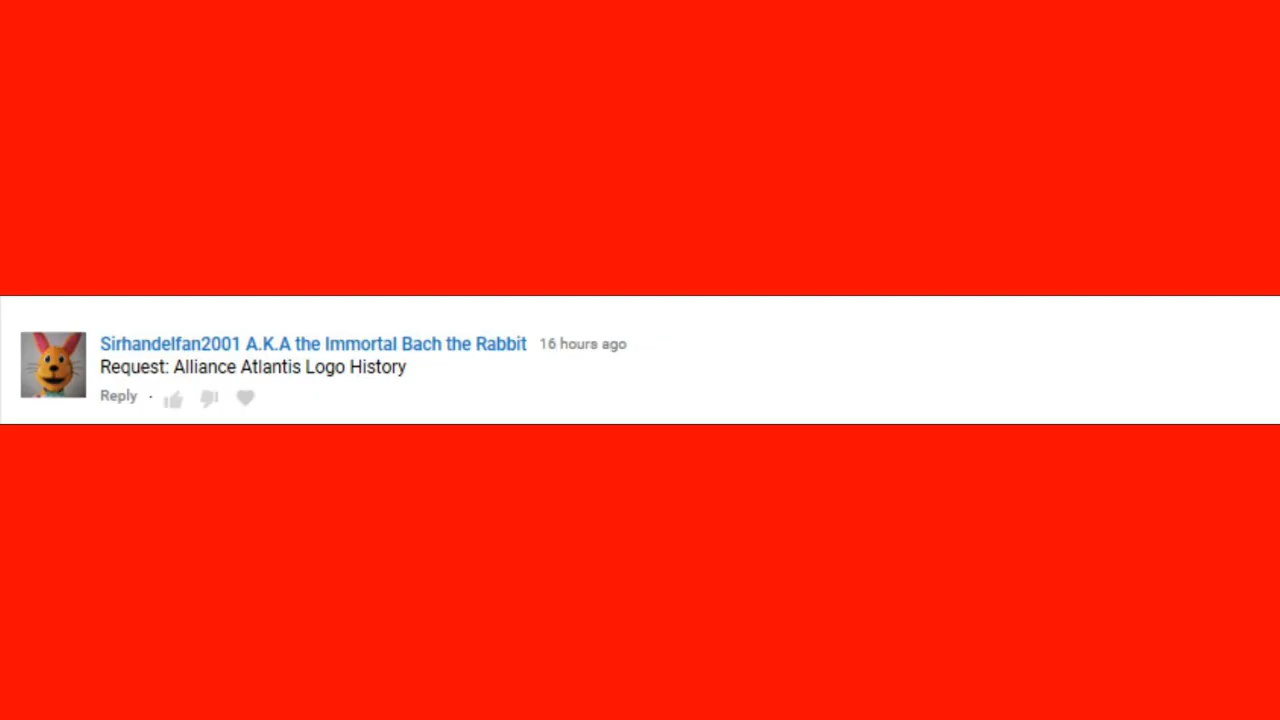 Sirhandelfan2001 A.K.A the Immortal Bach the Rabbit 16 hours ago
Request: Alliance Atlantis Logo History
Reply ·